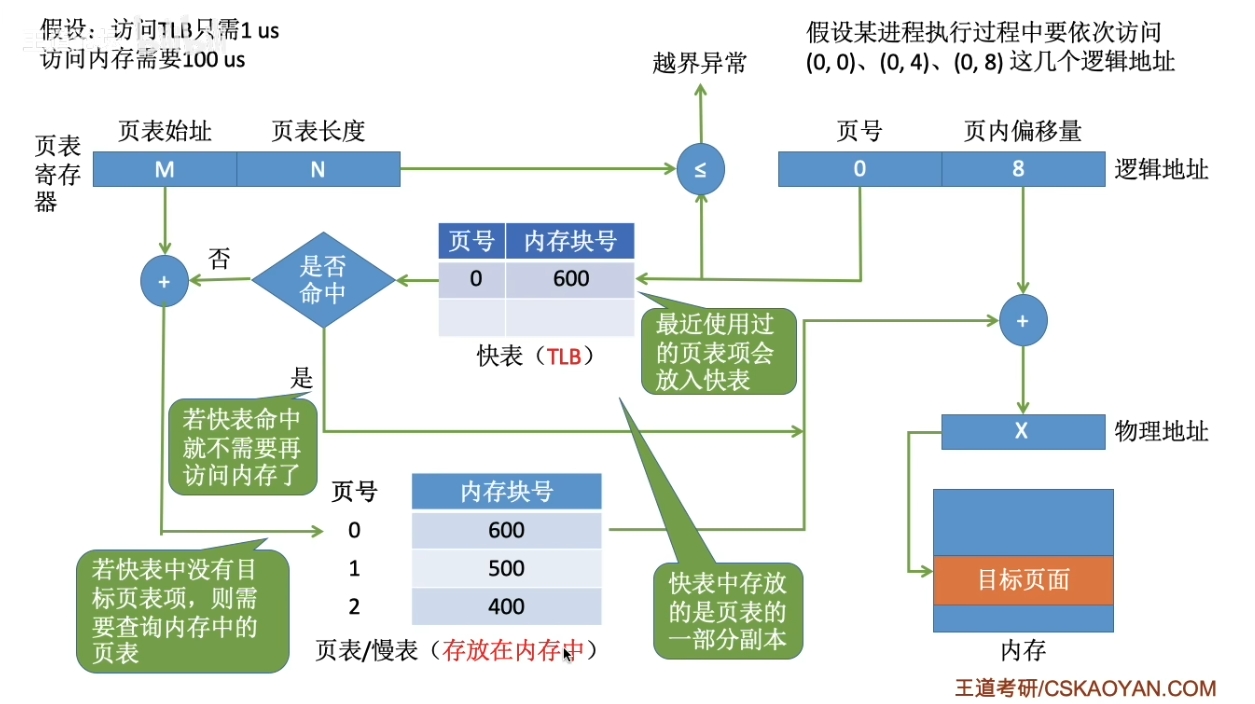 假设：访问TLB只需1 us
访问内存需要100 us
假设某进程执行过程中要依次访问
(0, 0)、(0, 4)、(0, 8) 这几个逻辑地址
越界异常
页表始址
页表长度
页号
页内偏移量
页表
寄存
器
M
N
≤
0
8
逻辑地址
页号
内存块号
0
600
否
是否
命中
+
+
快表（TLB）
最近使用过
的页表项会
放入快表
是
若快表命中
就不需要再
访问内存了
X
物理地址
页号
内存块号
0
600
1
500
2
400
页表/慢表（存放在内存中）
若快表中没有目
标页表项，则需
要查询内存中的
页表
快表中存放
的是页表的
一部分副本
目标页面
内存
王道考研/CSKAOYAN.COM